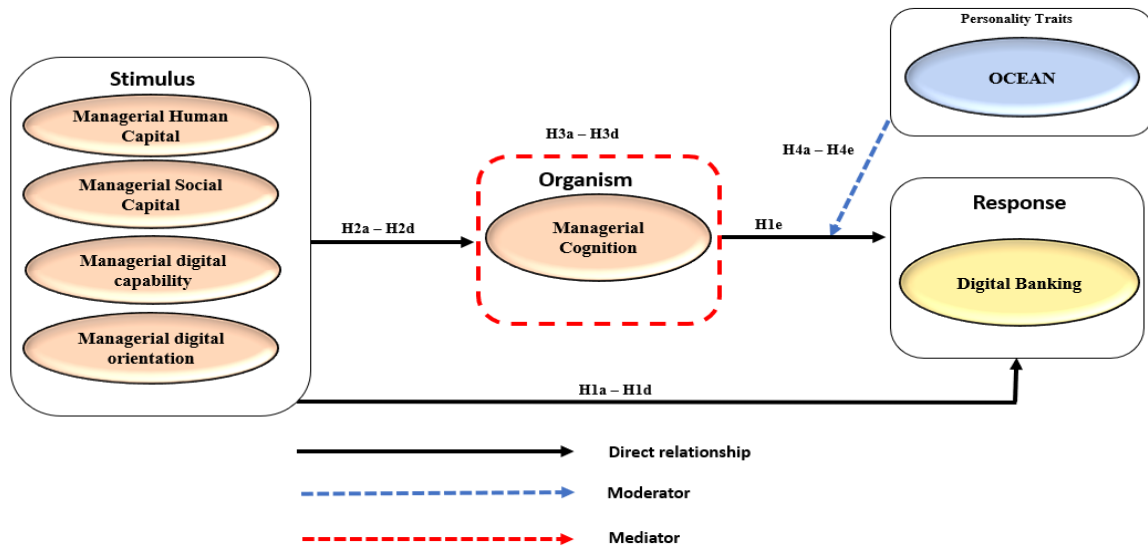 Personality Traits
OCEAN
Stimulus
Managerial Human
Capital
Managerial Social
Capital
Managerial digital
capability
Managerial digital
orientation
H2a – H2d
H3a – H3d
Organism
Managerial
Cognition
H4a – H4e
H1e
Response
Digital Banking
H1a – H1d
Direct relationship
Moderator
Mediator